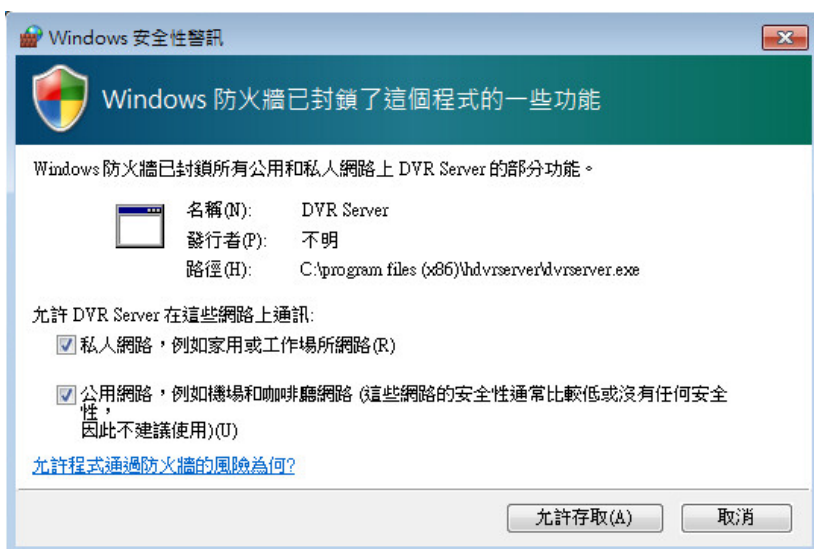 Windows 安全性警訊
Windows 防火牆已封鎖了這個程式的一些功能
Windows 防火牆已封鎖所有公用和私人網路上 DVR Server 的部分功能。
名稱(N): DVR Server
發行者(P): 不明
路徑(H): C:\program files (x86)\hdvrserver\dvrserver.exe
允許 DVR Server 在這些網路上通訊:
私人網路，例如家用或工作場所網路(R)
公用網路，例如機場和咖啡廳網路 (這些網路的安全性通常比較低或沒有任何安全
性，
因此不建議使用)(U)
允許程式通過防火牆的風險為何?
允許存取(A) 取消